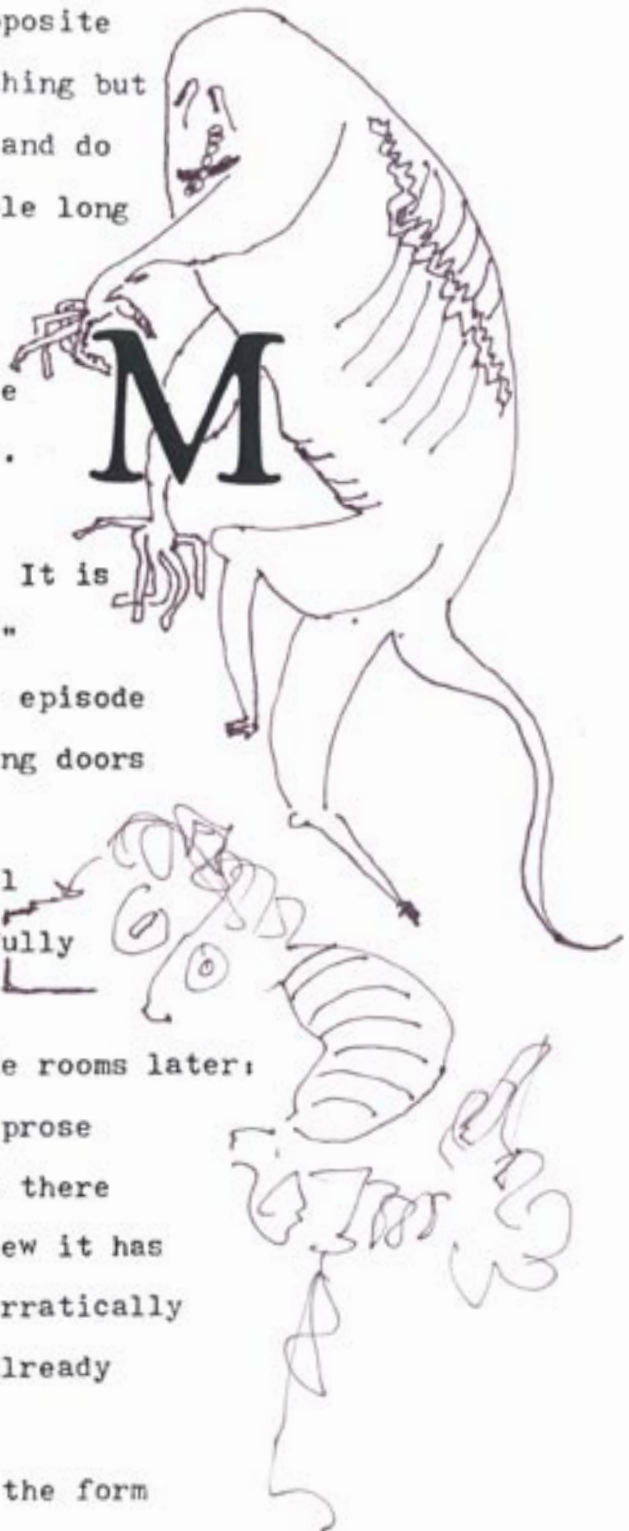 posite
hing but
and do
le long
M
e
.
It is
"
episode
ng doors
l
ully
e rooms later:
prose
there
ew it has
rratically
lready
the form